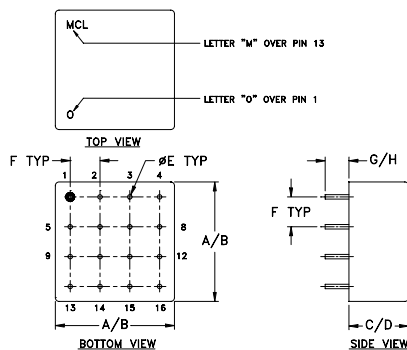 MCL
LETTER "M" OVER PIN 13
O
LETTER "O" OVER PIN 1
TOP VIEW
F TYP
ØE TYP
G/H
1 2 3 4
F TYP
5 8
A/B
9 12
13 14 15 16
A/B
C/D
BOTTOM VIEW
SIDE VIEW